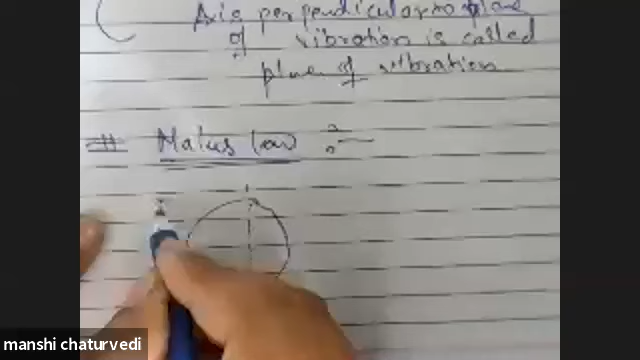 Axis perpendicular to plane
of vibration is called
plane of vibration
# Malus law :-
I
manshi chaturvedi